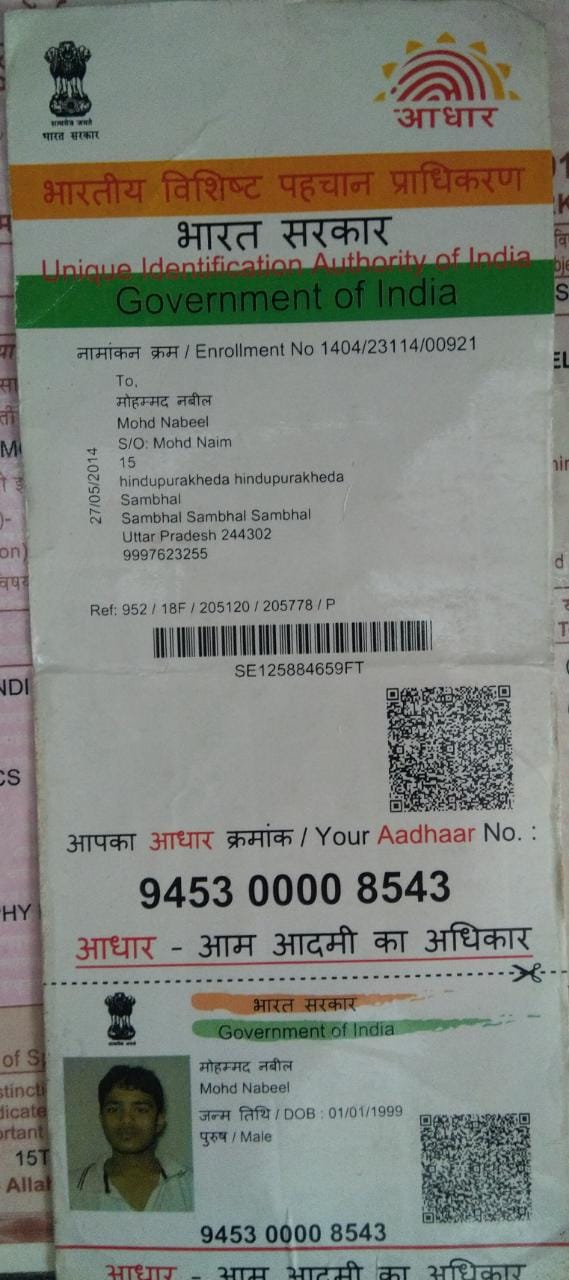 सत्यमेव जयते
भारत सरकार
आधार
भारतीय विशिष्ट पहचान प्राधिकरण
भारत सरकार
Unique Identification Authority of India
Government of India
नामांकन क्रम / Enrollment No 1404/23114/00921
To,
मोहम्मद नबील
Mohd Nabeel
S/O: Mohd Naim
15
hindupurakheda hindupurakheda
Sambhal
Sambhal Sambhal Sambhal
Uttar Pradesh 244302
9997623255
27/05/2014
Ref: 952 / 18F / 205120 / 205778 / P
SE125884659FT
आपका आधार क्रमांक / Your Aadhaar No. :
9453 0000 8543
आधार - आम आदमी का अधिकार
भारत सरकार
Government of India
मोहम्मद नबील
Mohd Nabeel
जन्म तिथि / DOB : 01/01/1999
पुरुष / Male
9453 0000 8543
आधार - आम आदमी का अधिकार